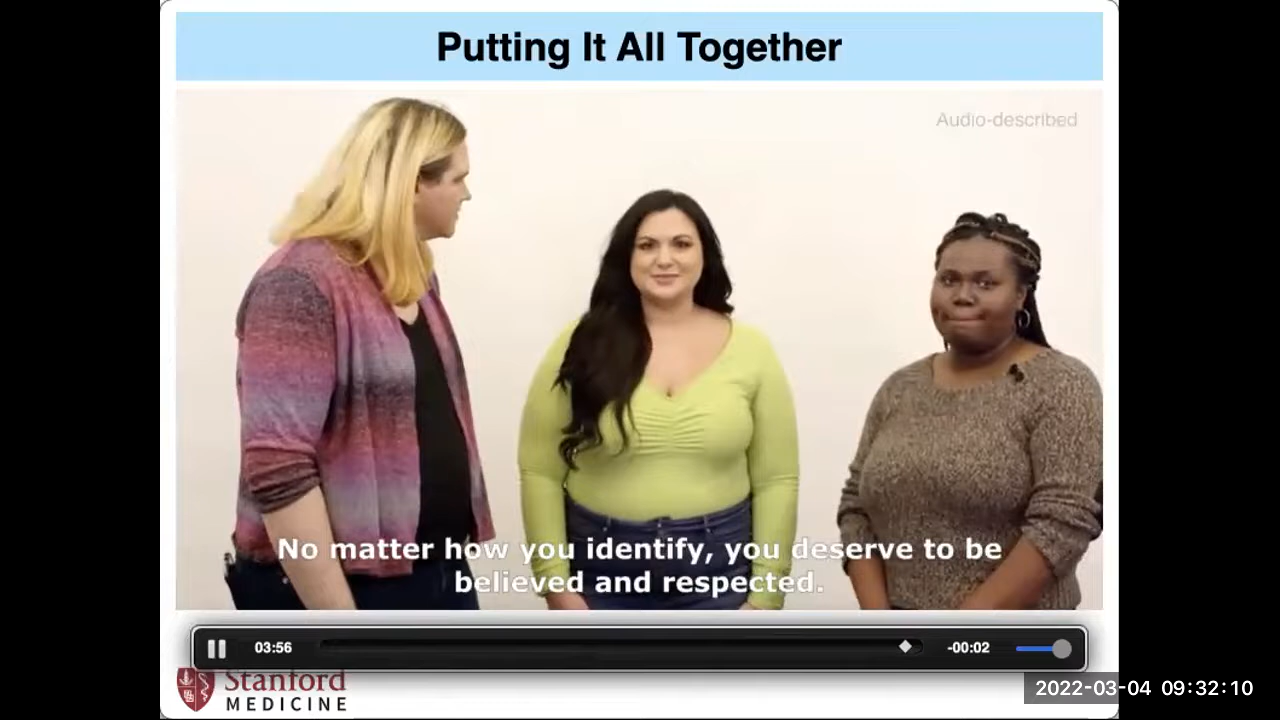 Putting It All Together
Audio-described
No matter how you identify, you deserve to be
believed and respected.
03:56
-00:02
Stanford
MEDICINE
2022-03-04 09:32:10